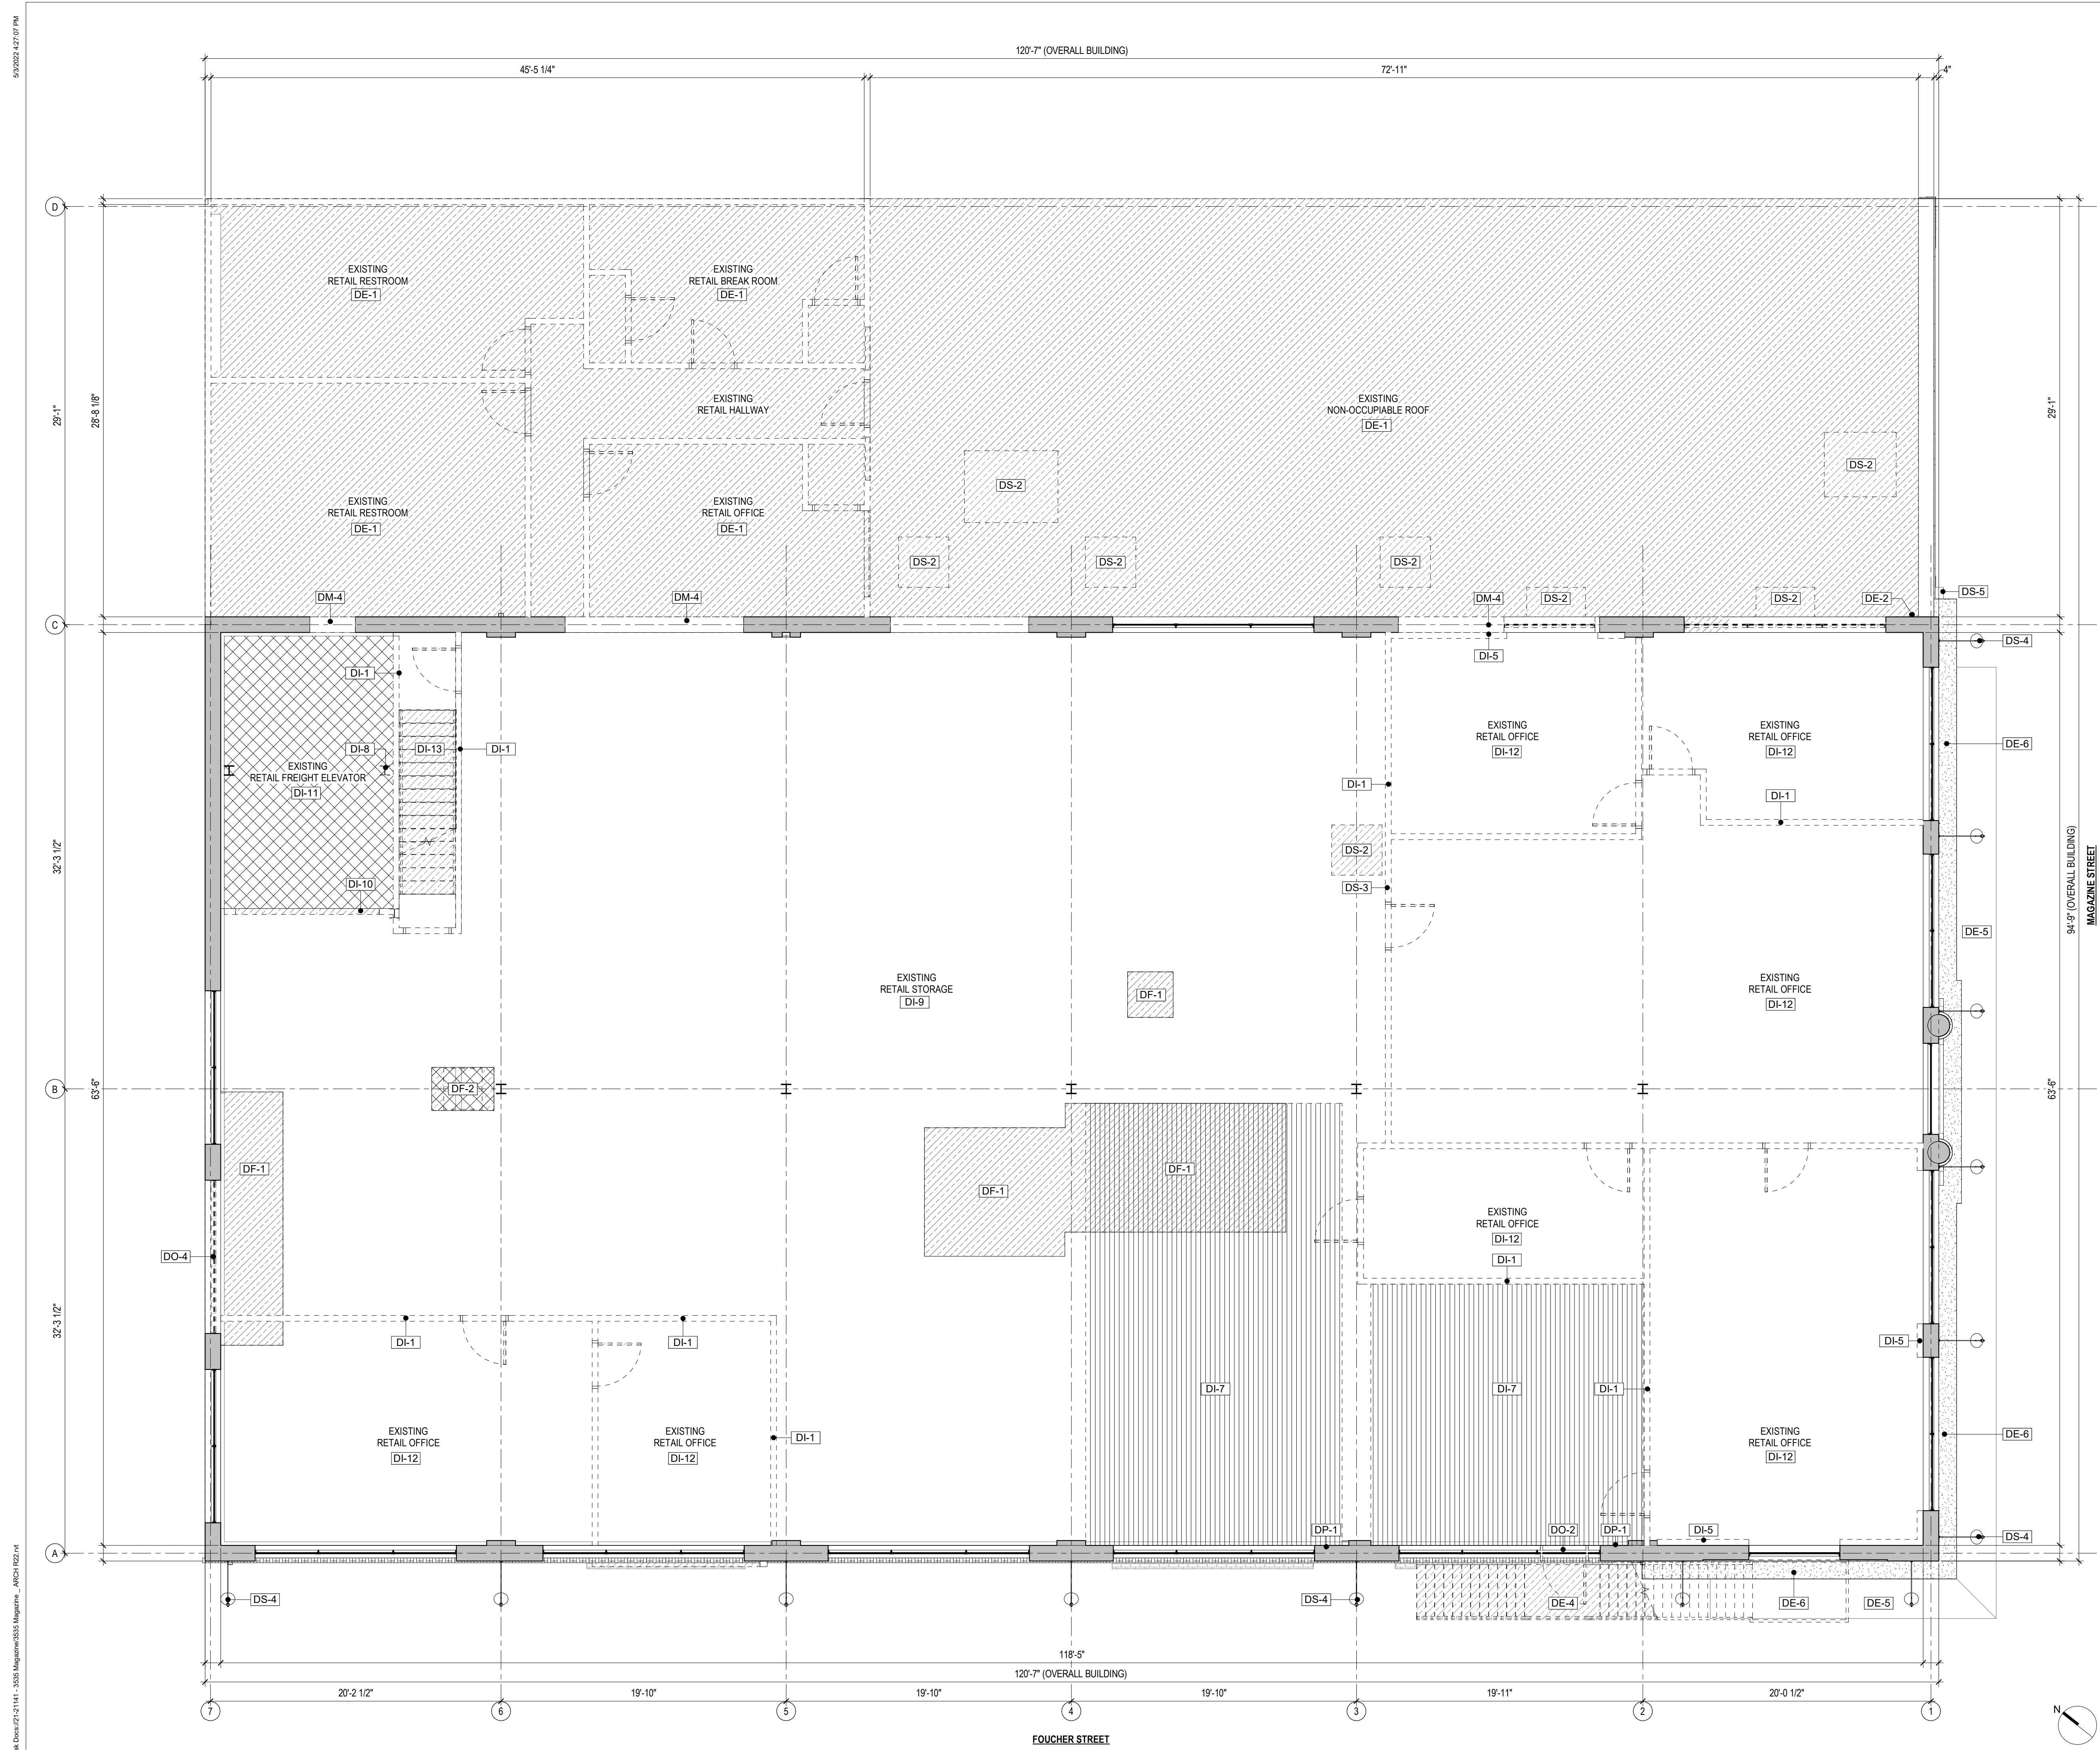 5/3/2022 4:27:07 PM
120'-7" (OVERALL BUILDING)
45'-5 1/4"
72'-11"
4"
D
EXISTING
RETAIL RESTROOM
DE-1
EXISTING
RETAIL BREAK ROOM
DE-1
29'-1"
28'-8 1/8"
EXISTING
RETAIL HALLWAY
EXISTING
NON-OCCUPIABLE ROOF
DE-1
29'-1"
DS-2
DS-2
EXISTING
RETAIL RESTROOM
DE-1
EXISTING
RETAIL OFFICE
DE-1
DS-2
DS-2
DS-2
DS-2
DS-2
DM-4
DM-4
DM-4
DE-2
DS-5
C
DS-4
DI-5
DI-1
DI-8
DI-13
DI-1
EXISTING
RETAIL FREIGHT ELEVATOR
DI-11
EXISTING
RETAIL OFFICE
DI-12
EXISTING
RETAIL OFFICE
DI-12
DE-6
DI-1
DI-1
32'-3 1/2"
DS-2
DI-10
DS-3
94'-9" (OVERALL BUILDING)
MAGAZINE STREET
DE-5
EXISTING
RETAIL STORAGE
DI-9
DF-1
EXISTING
RETAIL OFFICE
DI-12
B
63'-6"
DF-2
63'-6"
DF-1
DF-1
DF-1
EXISTING
RETAIL OFFICE
DI-12
DI-1
DO-4
32'-3 1/2"
DI-1
DI-1
DI-5
DI-7
DI-7
DI-1
EXISTING
RETAIL OFFICE
DI-12
EXISTING
RETAIL OFFICE
DI-12
DI-1
EXISTING
RETAIL OFFICE
DI-12
DE-6
DP-1
DO-2
DP-1
DI-5
DS-4
A
DS-4
DS-4
DE-4
DE-6
DE-5
118'-5"
120'-7" (OVERALL BUILDING)
20'-2 1/2"
19'-10"
19'-10"
19'-10"
19'-11"
20'-0 1/2"
7
6
5
4
3
2
1
N
FOUCHER STREET
sk Docs://21-21141 - 3535 Magazine/3535 Magazine _ ARCH R22.rvt